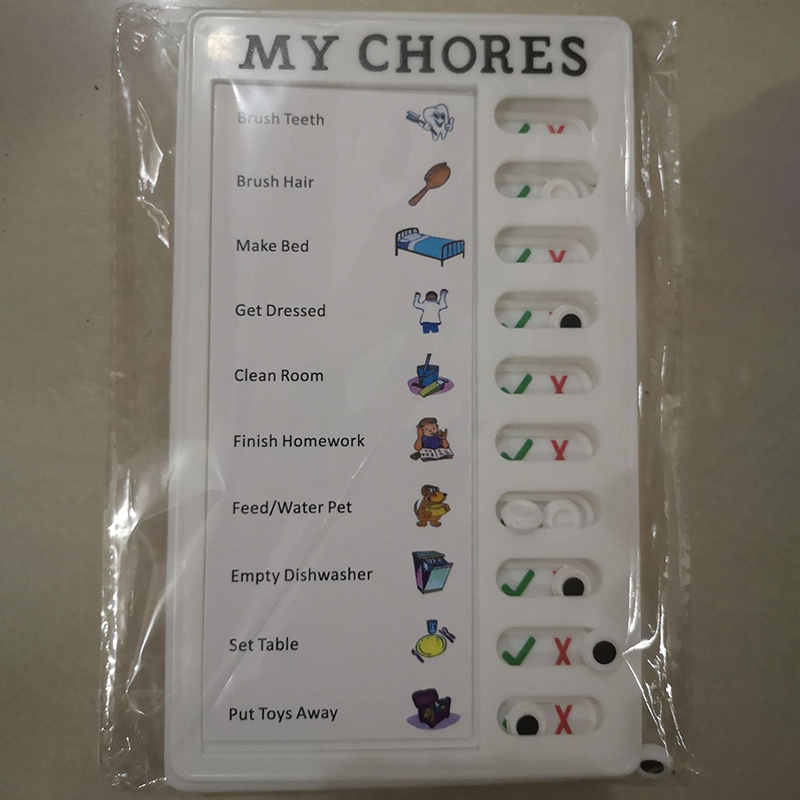 MY CHORES
Brush Teeth
Brush Hair
Make Bed
Get Dressed
Clean Room
Finish Homework
Feed/Water Pet
Empty Dishwasher
Set Table
Put Toys Away